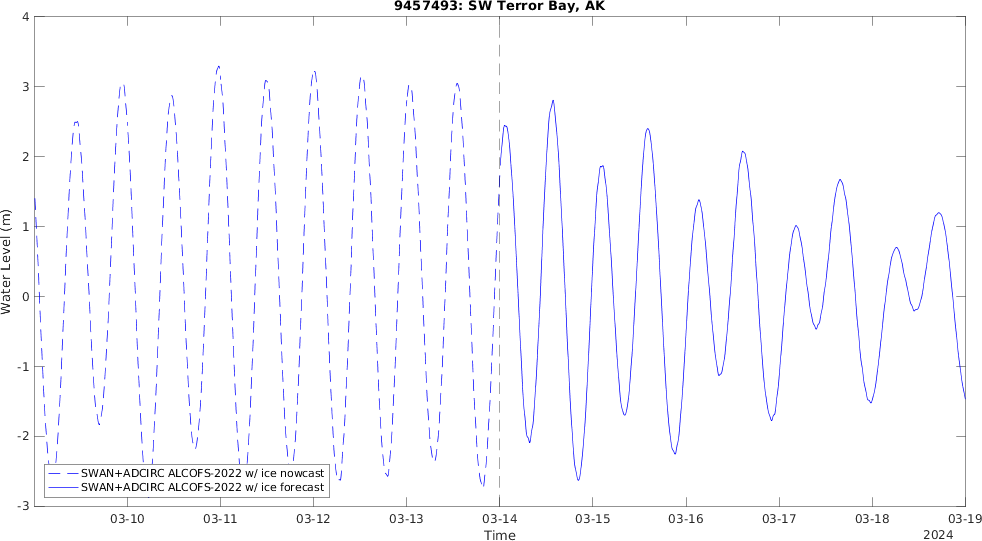 9457493: SW Terror Bay, AK
Water Level (m)
4
3
2
1
0
-1
-2
-3
SWAN+ADCIRC ALCOFS-2022 w/ ice nowcast
SWAN+ADCIRC ALCOFS-2022 w/ ice forecast
03-10 03-11 03-12 03-13 03-14 03-15 03-16 03-17 03-18 03-19
Time
2024